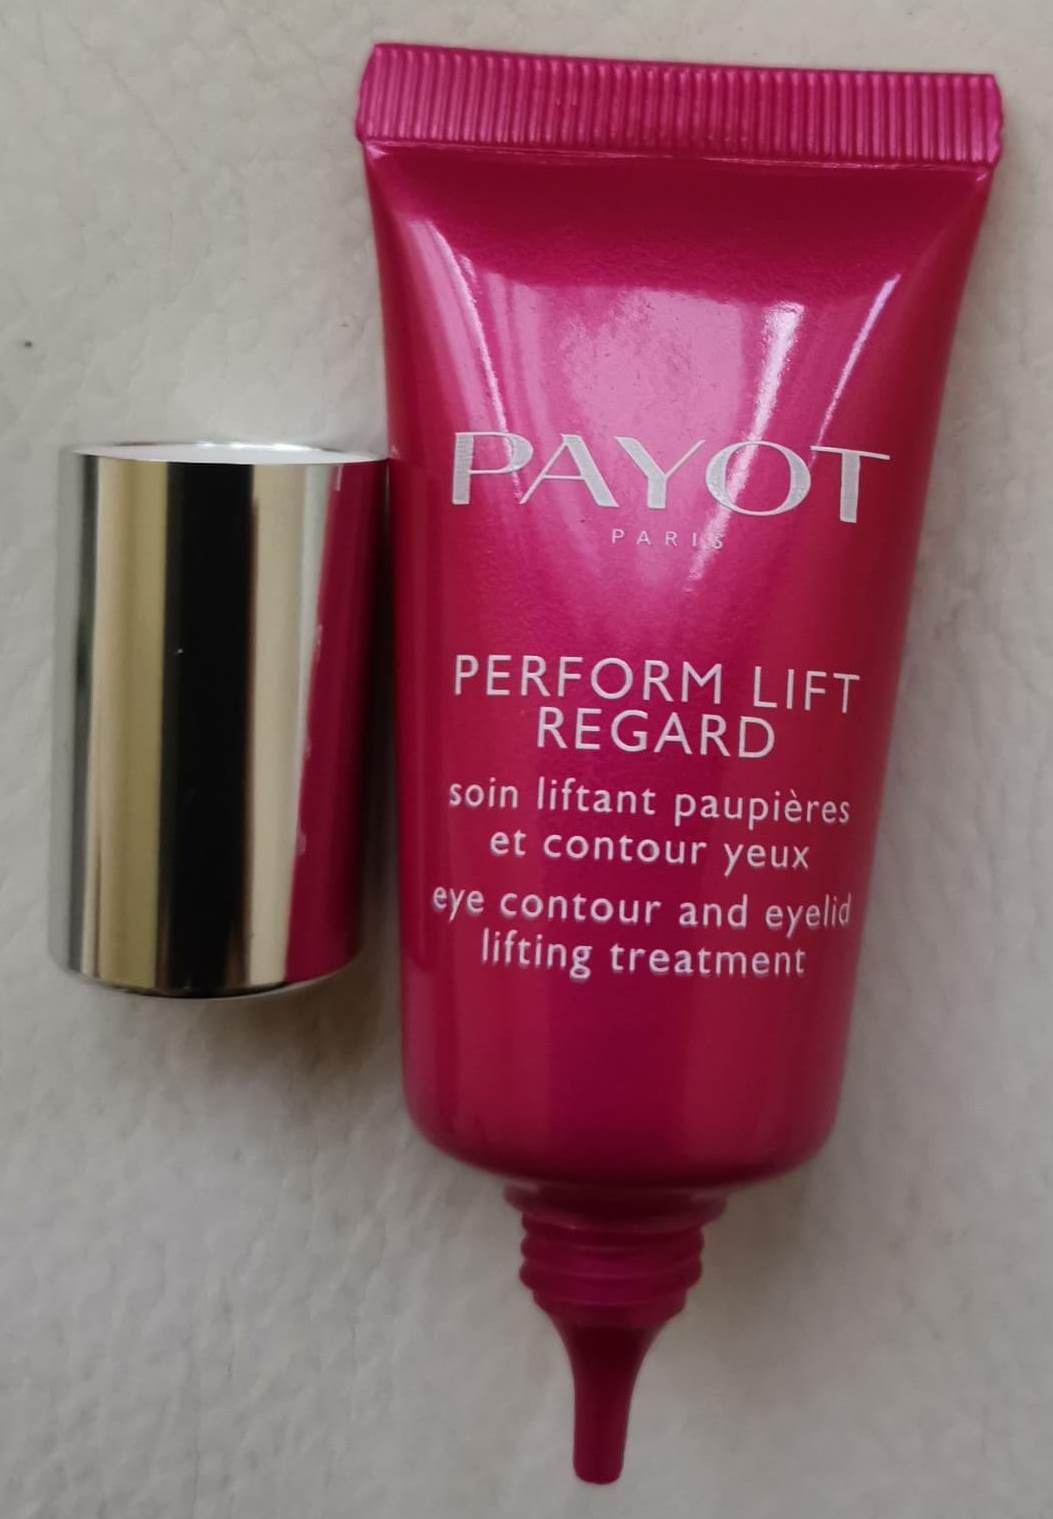 PAYOT
PARIS
PERFORM LIFT
REGARD
soin liftant paupières
et contour yeux
eye contour and eyelid
lifting treatment